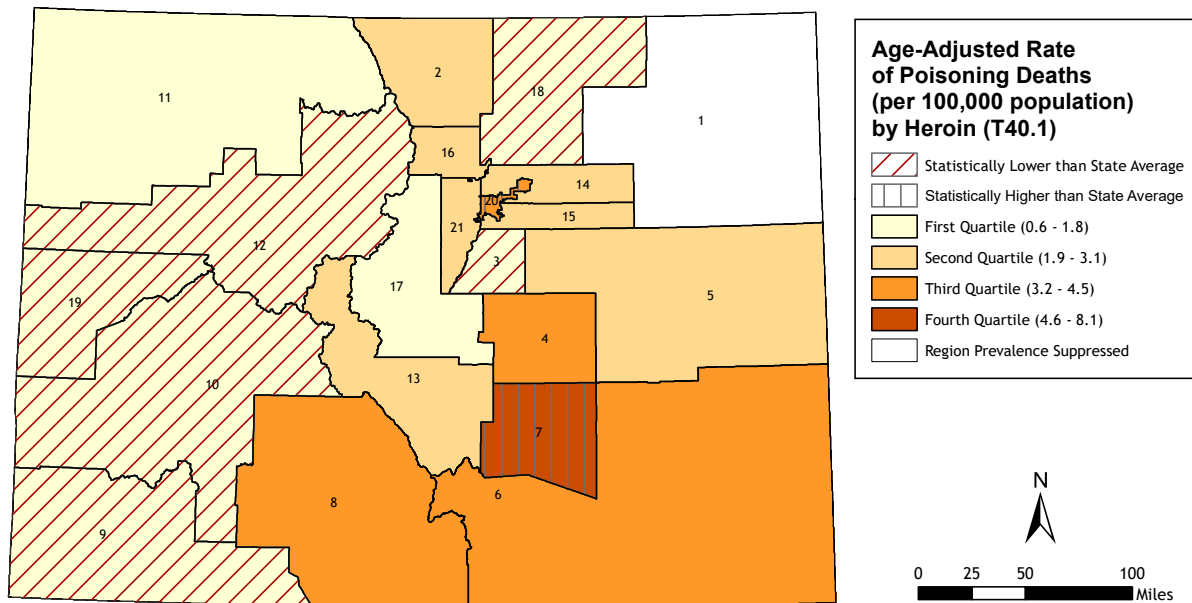 2
11
18
1
16
14
20
15
21
12
3
17
19
5
4
10
13
7
6
8
9
Age-Adjusted Rate
of Poisoning Deaths
(per 100,000 population)
by Heroin (T40.1)
Statistically Lower than State Average
Statistically Higher than State Average
First Quartile (0.6 - 1.8)
Second Quartile (1.9 - 3.1)
Third Quartile (3.2 - 4.5)
Fourth Quartile (4.6 - 8.1)
Region Prevalence Suppressed
N
0 25 50 100
Miles